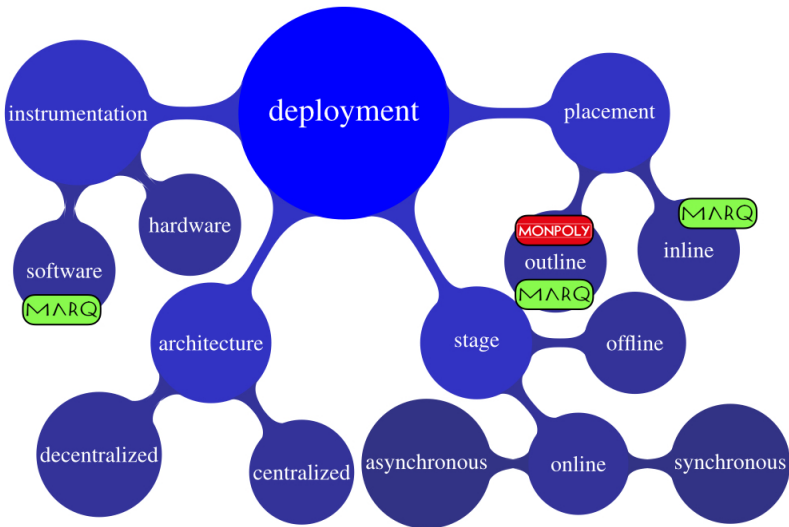 deployment
instrumentation
placement
hardware
MARQ
MONPOLY
software
outline
inline
MARQ
MARQ
architecture
stage
offline
decentralized
centralized
asynchronous
online
synchronous